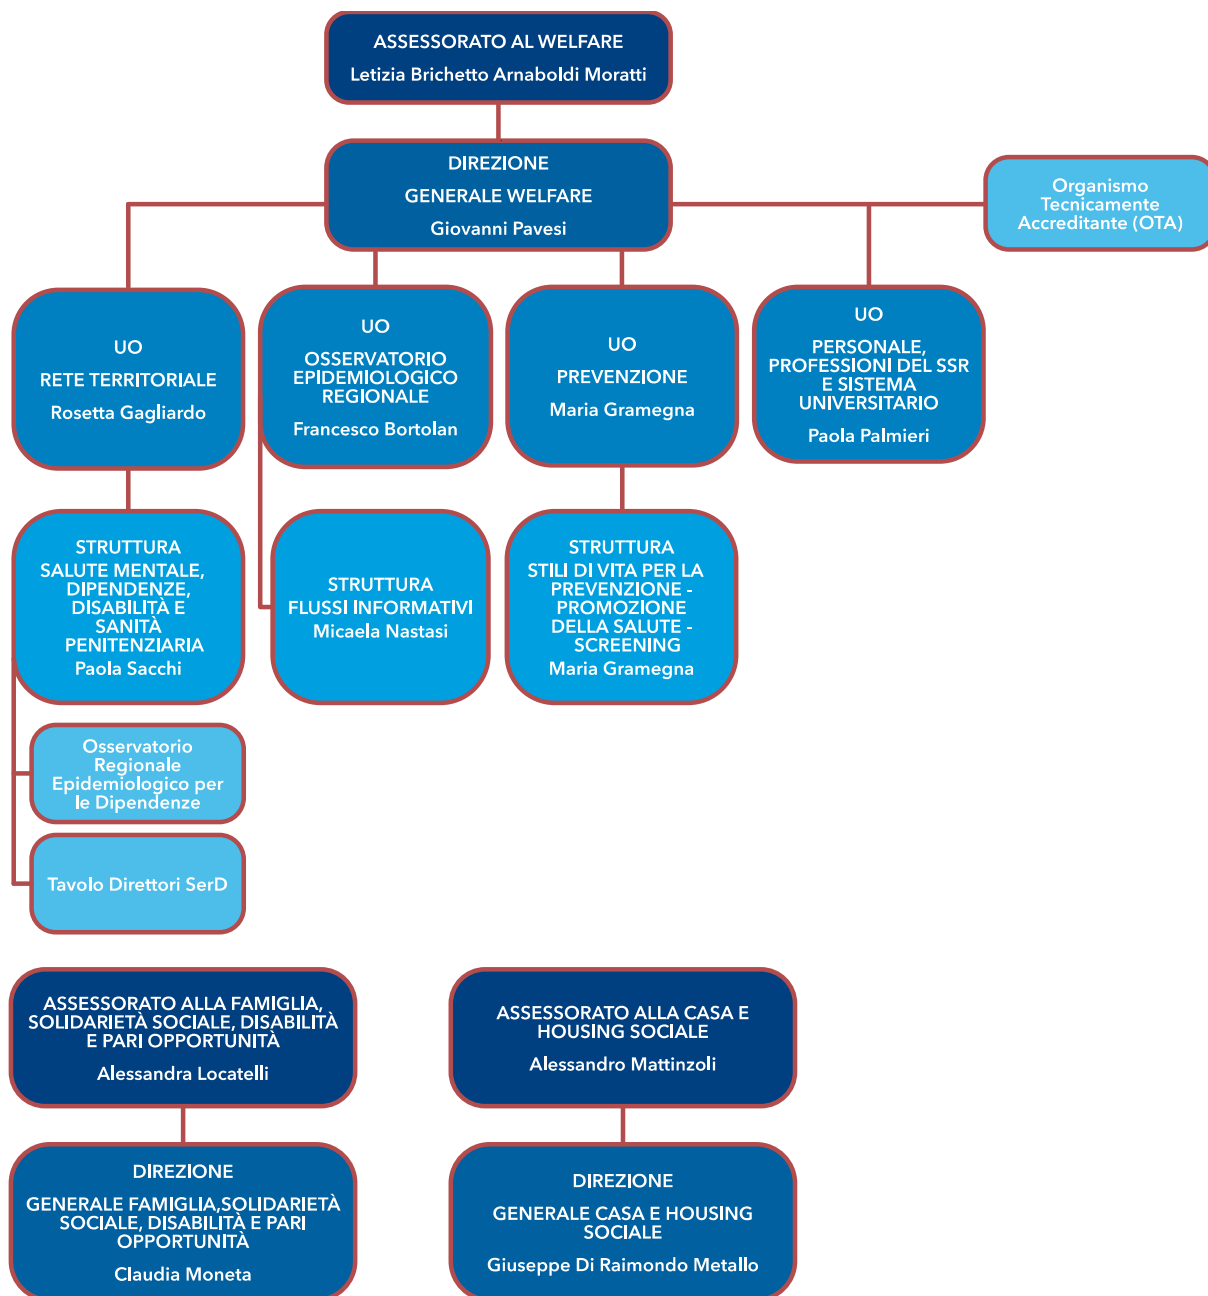 ASSESSORATO AL WELFARE
Letizia Brichetto Arnaboldi Moratti
DIREZIONE
GENERALE WELFARE
Giovanni Pavesi
Organismo
Tecnicamente
Accreditante (OTA)
UO
RETE TERRITORIALE
Rosetta Gagliardo
UO
OSSERVATORIO
EPIDEMIOLOGICO
REGIONALE
Francesco Bortolan
UO
PREVENZIONE
Maria Gramegna
UO
PERSONALE,
PROFESSIONI DEL SSR
E SISTEMA
UNIVERSITARIO
Paola Palmieri
STRUTTURA
SALUTE MENTALE,
DIPENDENZE,
DISABILITÀ E
SANITÀ
PENITENZIARIA
Paola Sacchi
STRUTTURA
FLUSSI INFORMATIVI
Micaela Nastasi
STRUTTURA
STILI DI VITA PER LA
PREVENZIONE -
PROMOZIONE
DELLA SALUTE -
SCREENING
Maria Gramegna
Osservatorio
Regionale
Epidemiologico per
le Dipendenze
Tavolo Direttori SerD
ASSESSORATO ALLA FAMIGLIA,
SOLIDARIETÀ SOCIALE, DISABILITÀ
E PARI OPPORTUNITÀ
Alessandra Locatelli
ASSESSORATO ALLA CASA E
HOUSING SOCIALE
Alessandro Mattinzoli
DIREZIONE
GENERALE FAMIGLIA,SOLIDARIETÀ
SOCIALE, DISABILITÀ E PARI
OPPORTUNITÀ
Claudia Moneta
DIREZIONE
GENERALE CASA E HOUSING
SOCIALE
Giuseppe Di Raimondo Metallo